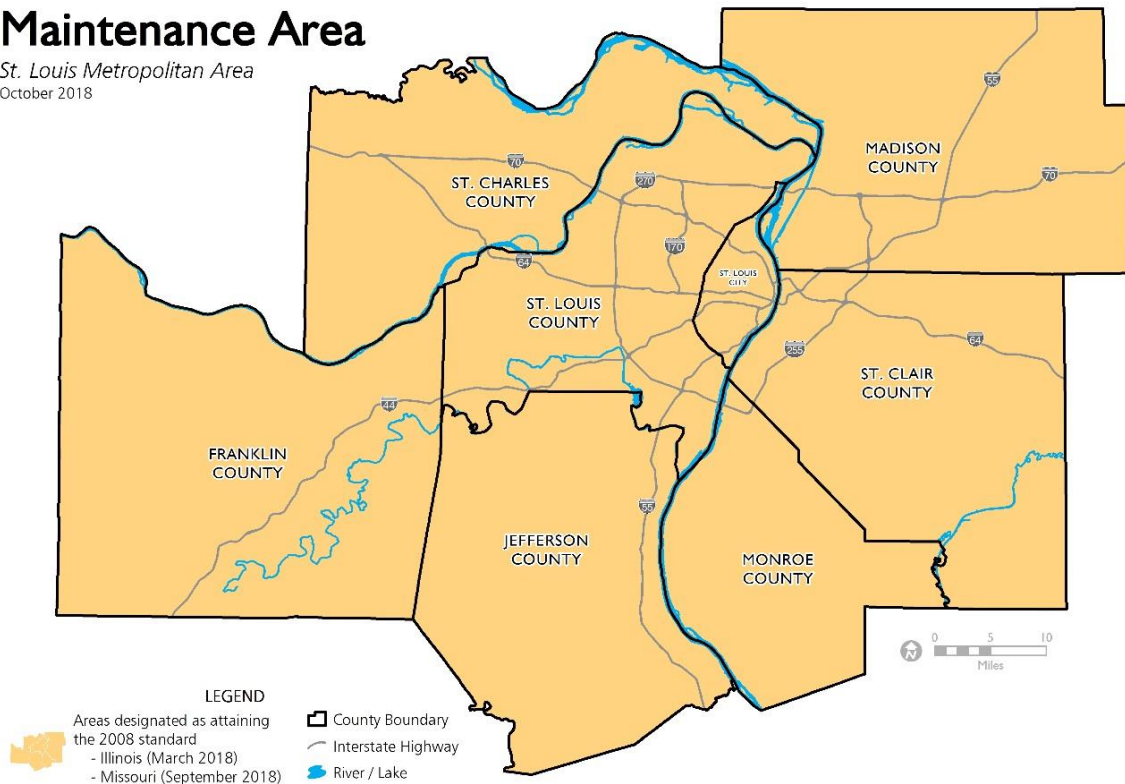 Maintenance Area
St. Louis Metropolitan Area
October 2018
55
MADISON
COUNTY
70
70
ST. CHARLES
COUNTY
270
170
64
ST. LOUIS
CITY
ST. LOUIS
COUNTY
255
64
ST. CLAIR
COUNTY
44
FRANKLIN
COUNTY
55
JEFFERSON
COUNTY
MONROE
COUNTY
N
0 5 10
Miles
LEGEND
Areas designated as attaining
the 2008 standard
- Illinois (March 2018)
- Missouri (September 2018)
County Boundary
Interstate Highway
River / Lake